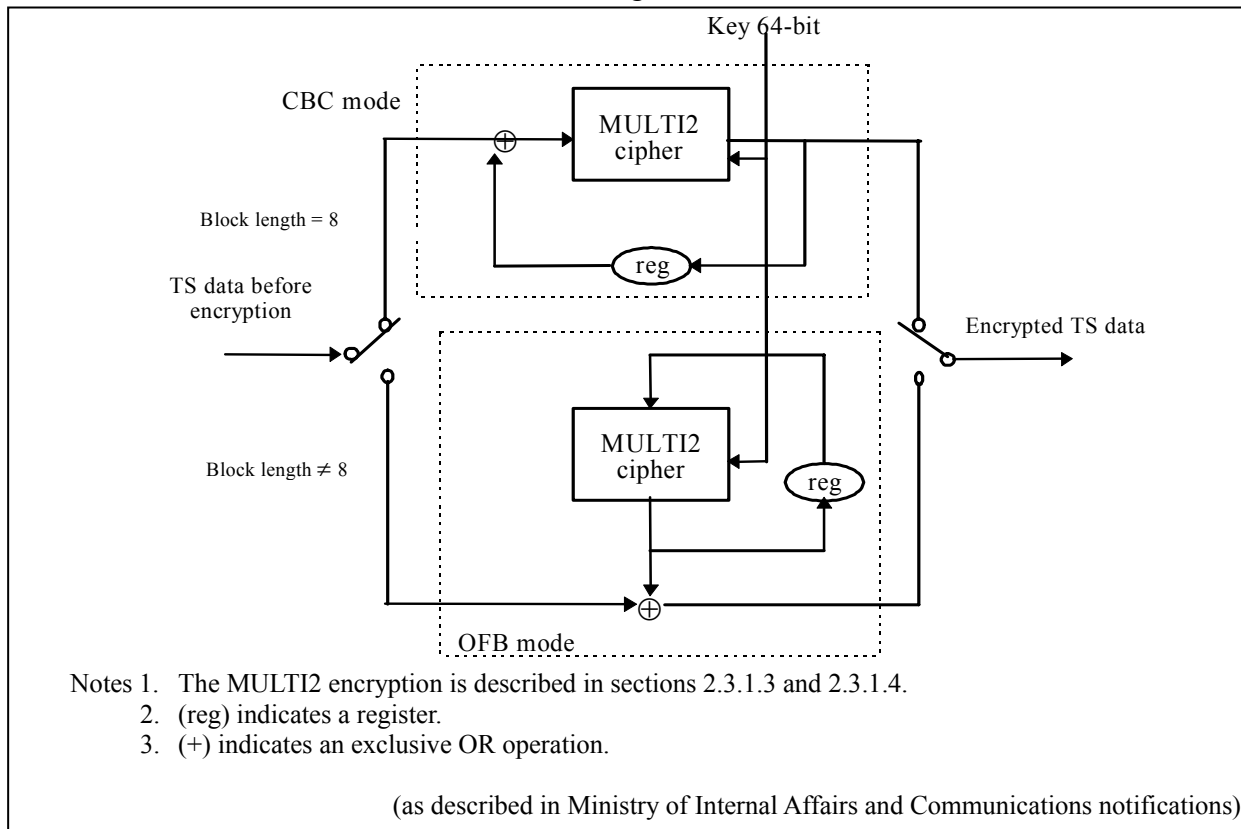 Key 64-bit
CBC mode
MULTI2
cipher
Block length = 8
reg
TS data before
encryption
Encrypted TS data
MULTI2
cipher
Block length ≠ 8
reg
OFB mode
Notes 1. The MULTI2 encryption is described in sections 2.3.1.3 and 2.3.1.4.
2. (reg) indicates a register.
3. (+) indicates an exclusive OR operation.
(as described in Ministry of Internal Affairs and Communications notifications)